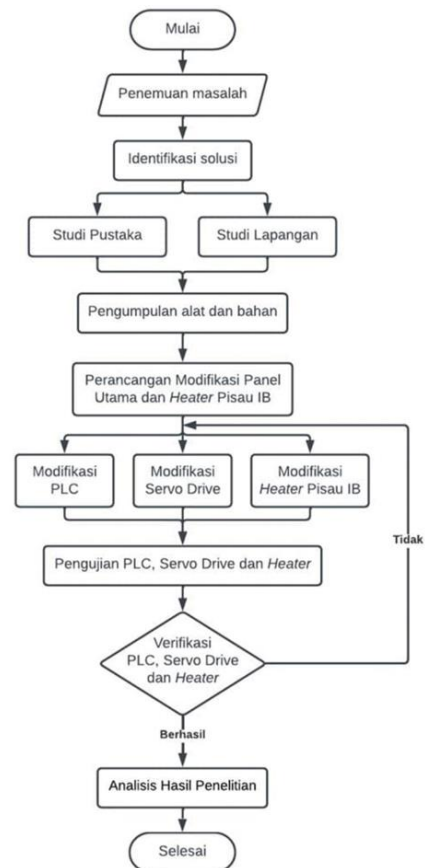 Mulai
Penemuan masalah
Identifikasi solusi
Studi Pustaka
Studi Lapangan
Pengumpulan alat dan bahan
Perancangan Modifikasi Panel
Utama dan Heater Pisau IB
Modifikasi
PLC
Modifikasi
Servo Drive
Modifikasi
Heater Pisau IB
Tidak
Pengujian PLC, Servo Drive dan Heater
Verifikasi
PLC, Servo Drive
dan Heater
Berhasil
Analisis Hasil Penelitian
Selesai